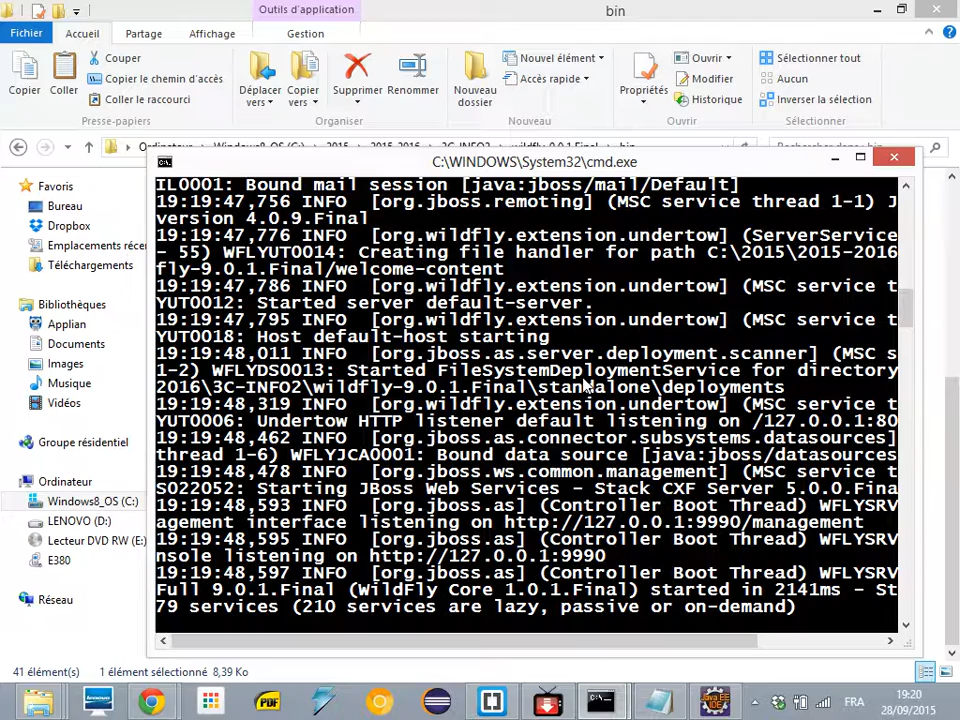 Outils d'application
bin
Fichier
Accueil
Partage
Affichage
Gestion
Copier
Coller
Couper
Copier le chemin d'accès
Coller le raccourci
Presse-papiers
Déplacer vers
Copier vers
Supprimer
Renommer
Organiser
Nouveau dossier
Nouvel élément
Accès rapide
Nouveau
Propriétés
Ouvrir
Modifier
Historique
Ouvrir
Sélectionner tout
Aucun
Inverser la sélection
Sélectionner
C:\WINDOWS\System32\cmd.exe
IL0001: Bound mail session [java:jboss/mail/Default]
19:19:47,756 INFO  [org.jboss.remoting] (MSC service thread 1-1) J
version 4.0.9.Final
19:19:47,776 INFO  [org.wildfly.extension.undertow] (ServerService
- 55) WFLYUT0014: Creating file handler for path C:\2015\2015-2016
fly-9.0.1.Final/welcome-content
19:19:47,786 INFO  [org.wildfly.extension.undertow] (MSC service t
YUT0012: Started server default-server.
19:19:47,795 INFO  [org.wildfly.extension.undertow] (MSC service t
YUT0018: Host default-host starting
19:19:48,011 INFO  [org.jboss.as.server.deployment.scanner] (MSC s
1-2) WFLYDS0013: Started FileSystemDeploymentService for directory
2016\3C-INFO2\wildfly-9.0.1.Final\standalone\deployments
19:19:48,319 INFO  [org.wildfly.extension.undertow] (MSC service t
YUT0006: Undertow HTTP listener default listening on /127.0.0.1:80
19:19:48,462 INFO  [org.jboss.as.connector.subsystems.datasources]
thread 1-6) WFLYJCA0001: Bound data source [java:jboss/datasources
19:19:48,478 INFO  [org.jboss.ws.common.management] (MSC service t
S022052: Starting JBoss Web Services - Stack CXF Server 5.0.0.Fina
19:19:48,593 INFO  [org.jboss.as] (Controller Boot Thread) WFLYSRV
agement interface listening on http://127.0.0.1:9990/management
19:19:48,595 INFO  [org.jboss.as] (Controller Boot Thread) WFLYSRV
nsole listening on http://127.0.0.1:9990
19:19:48,597 INFO  [org.jboss.as] (Controller Boot Thread) WFLYSRV
Full 9.0.1.Final (WildFly Core 1.0.1.Final) started in 2141ms - St
79 services (210 services are lazy, passive or on-demand)
Favoris
Bureau
Dropbox
Emplacements réce
Téléchargements
Bibliothèques
Applian
Documents
Images
Musique
Vidéos
Groupe résidentiel
Ordinateur
Windows8_OS (C:)
LENOVO (D:)
Lecteur DVD RW (E:)
E380
Réseau
41 élément(s)
1 élément sélectionné 8,39 Ko
PDF
Java EE
IDE
FRA
19:20
28/09/2015